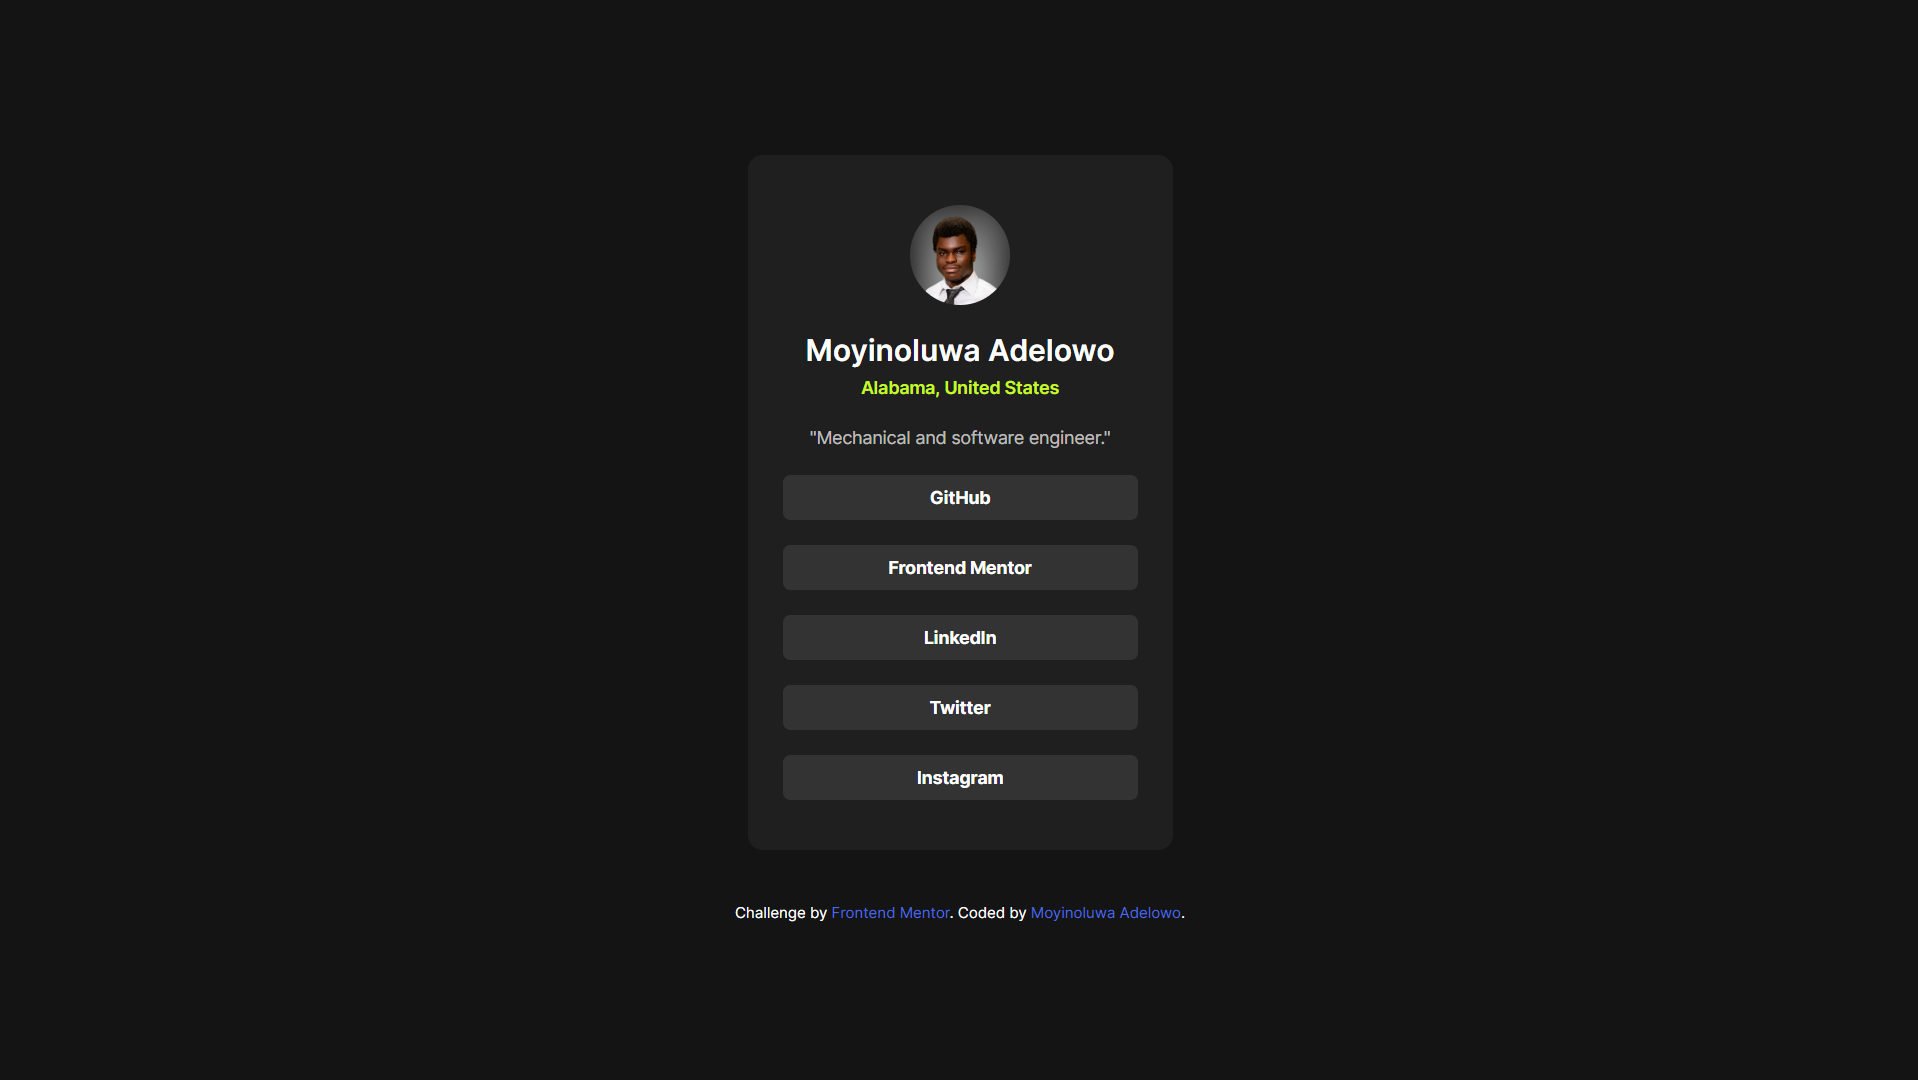 Moyinoluwa Adelowo
Alabama, United States
"Mechanical and software engineer."
GitHub
Frontend Mentor
LinkedIn
Twitter
Instagram
Challenge by Frontend Mentor. Coded by Moyinoluwa Adelowo.